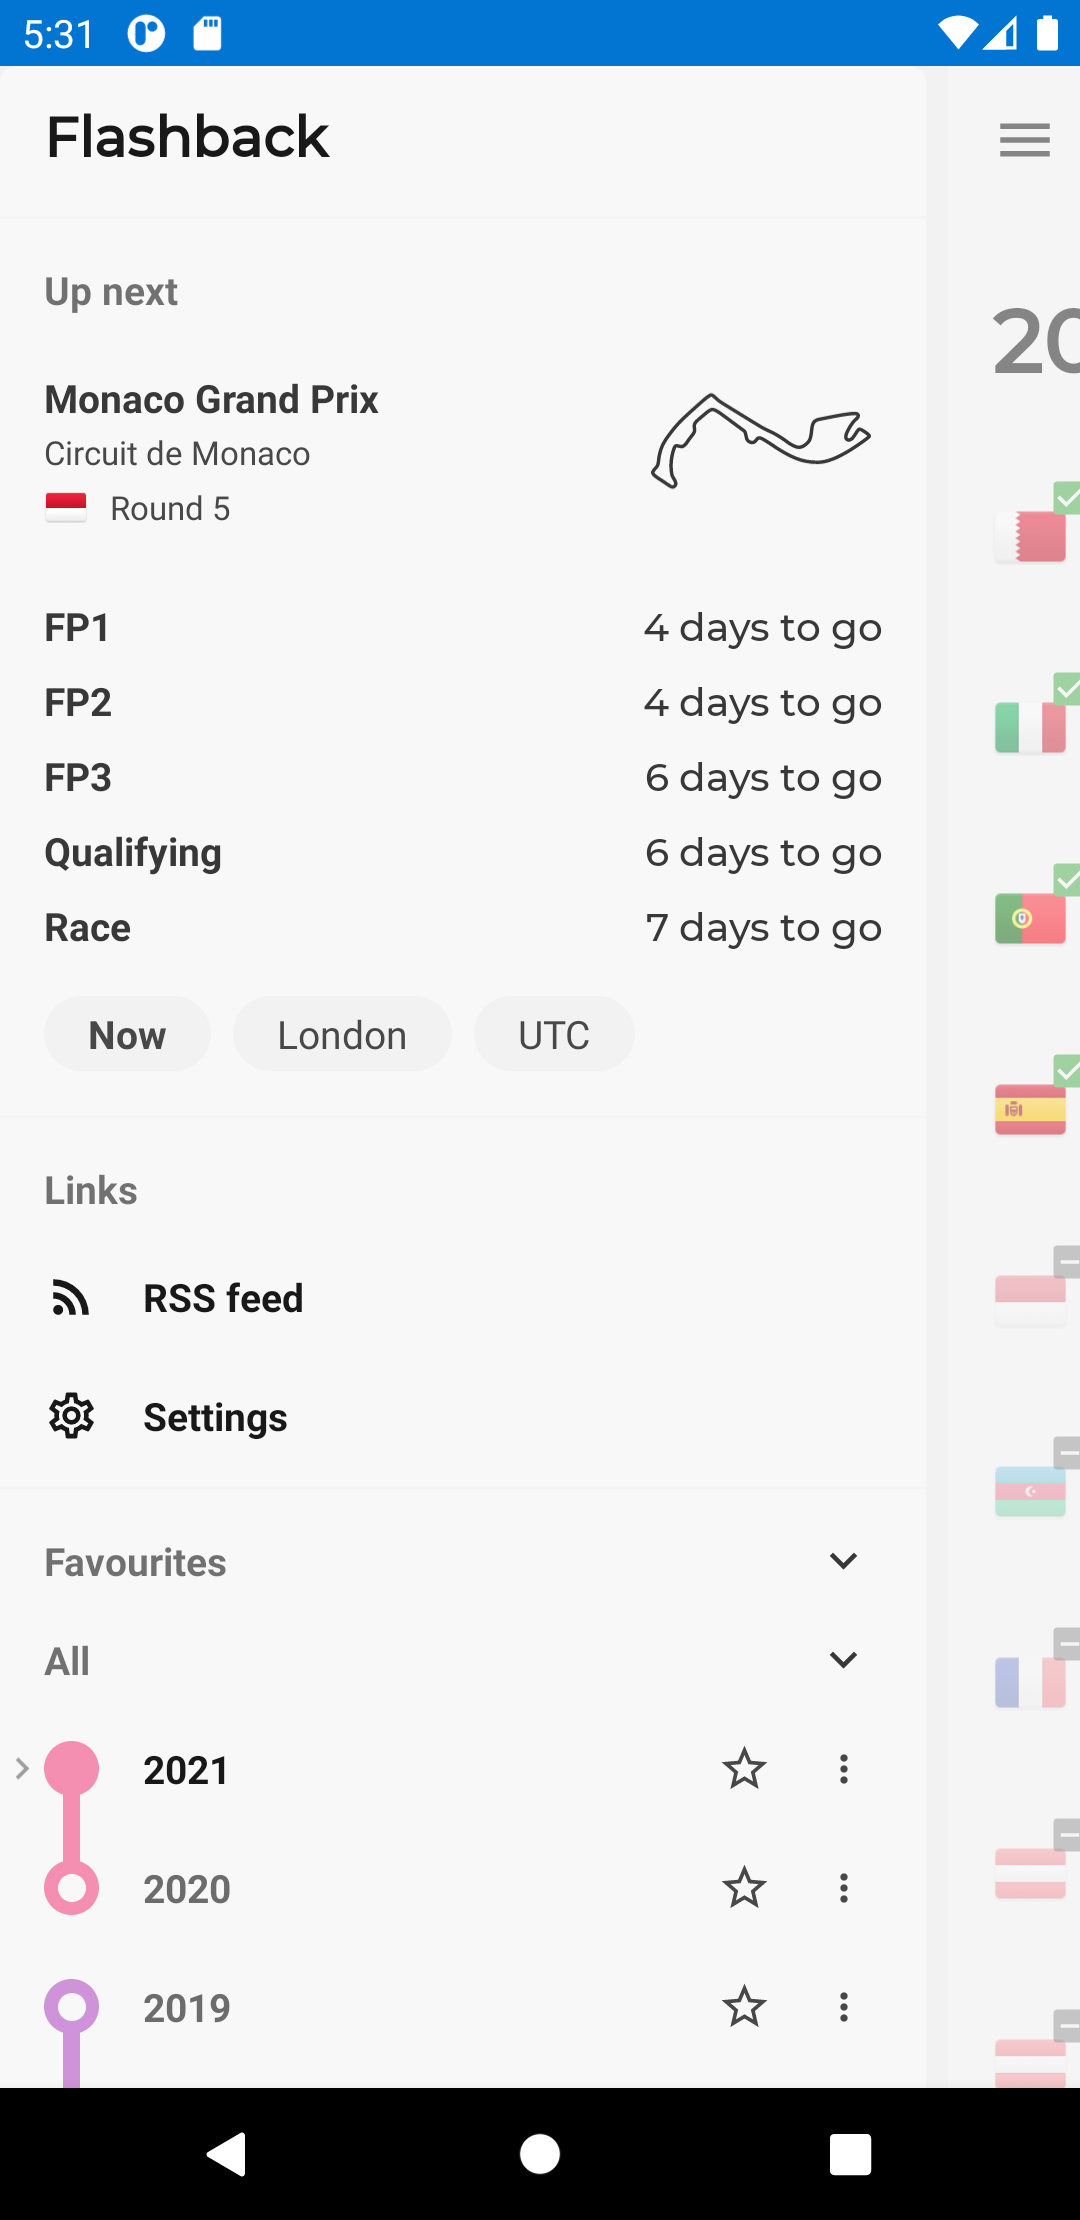 5:31
Flashback
Up next
Monaco Grand Prix
Circuit de Monaco
Round 5
FP1 4 days to go
FP2 4 days to go
FP3 6 days to go
Qualifying 6 days to go
Race 7 days to go
Now London UTC
Links
RSS feed
Settings
Favourites
All
2021
2020
2019